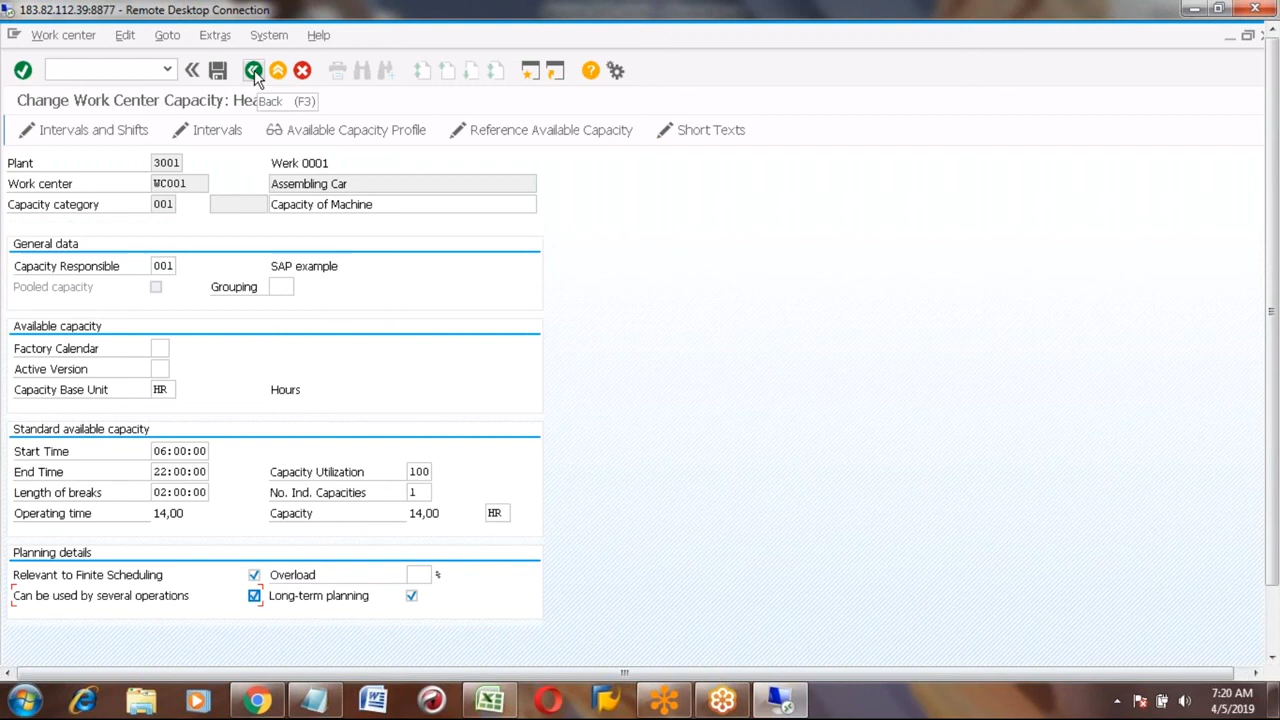 183.82.112.39:8877 - Remote Desktop Connection
Work center Edit Goto Extras System Help
Change Work Center Capacity: Hea
Back (F3)
Intervals and Shifts Intervals Available Capacity Profile Reference Available Capacity Short Texts
Plant 3001 Werk 0001
Work center WC001 Assembling Car
Capacity category 001 Capacity of Machine
General data
Capacity Responsible 001 SAP example
Pooled capacity Grouping
Available capacity
Factory Calendar
Active Version
Capacity Base Unit HR Hours
Standard available capacity
Start Time 06:00:00
End Time 22:00:00 Capacity Utilization 100
Length of breaks 02:00:00 No. Ind. Capacities 1
Operating time 14,00 Capacity 14,00 HR
Planning details
Relevant to Finite Scheduling Overload %
Can be used by several operations Long-term planning
7:20 AM
4/5/2019